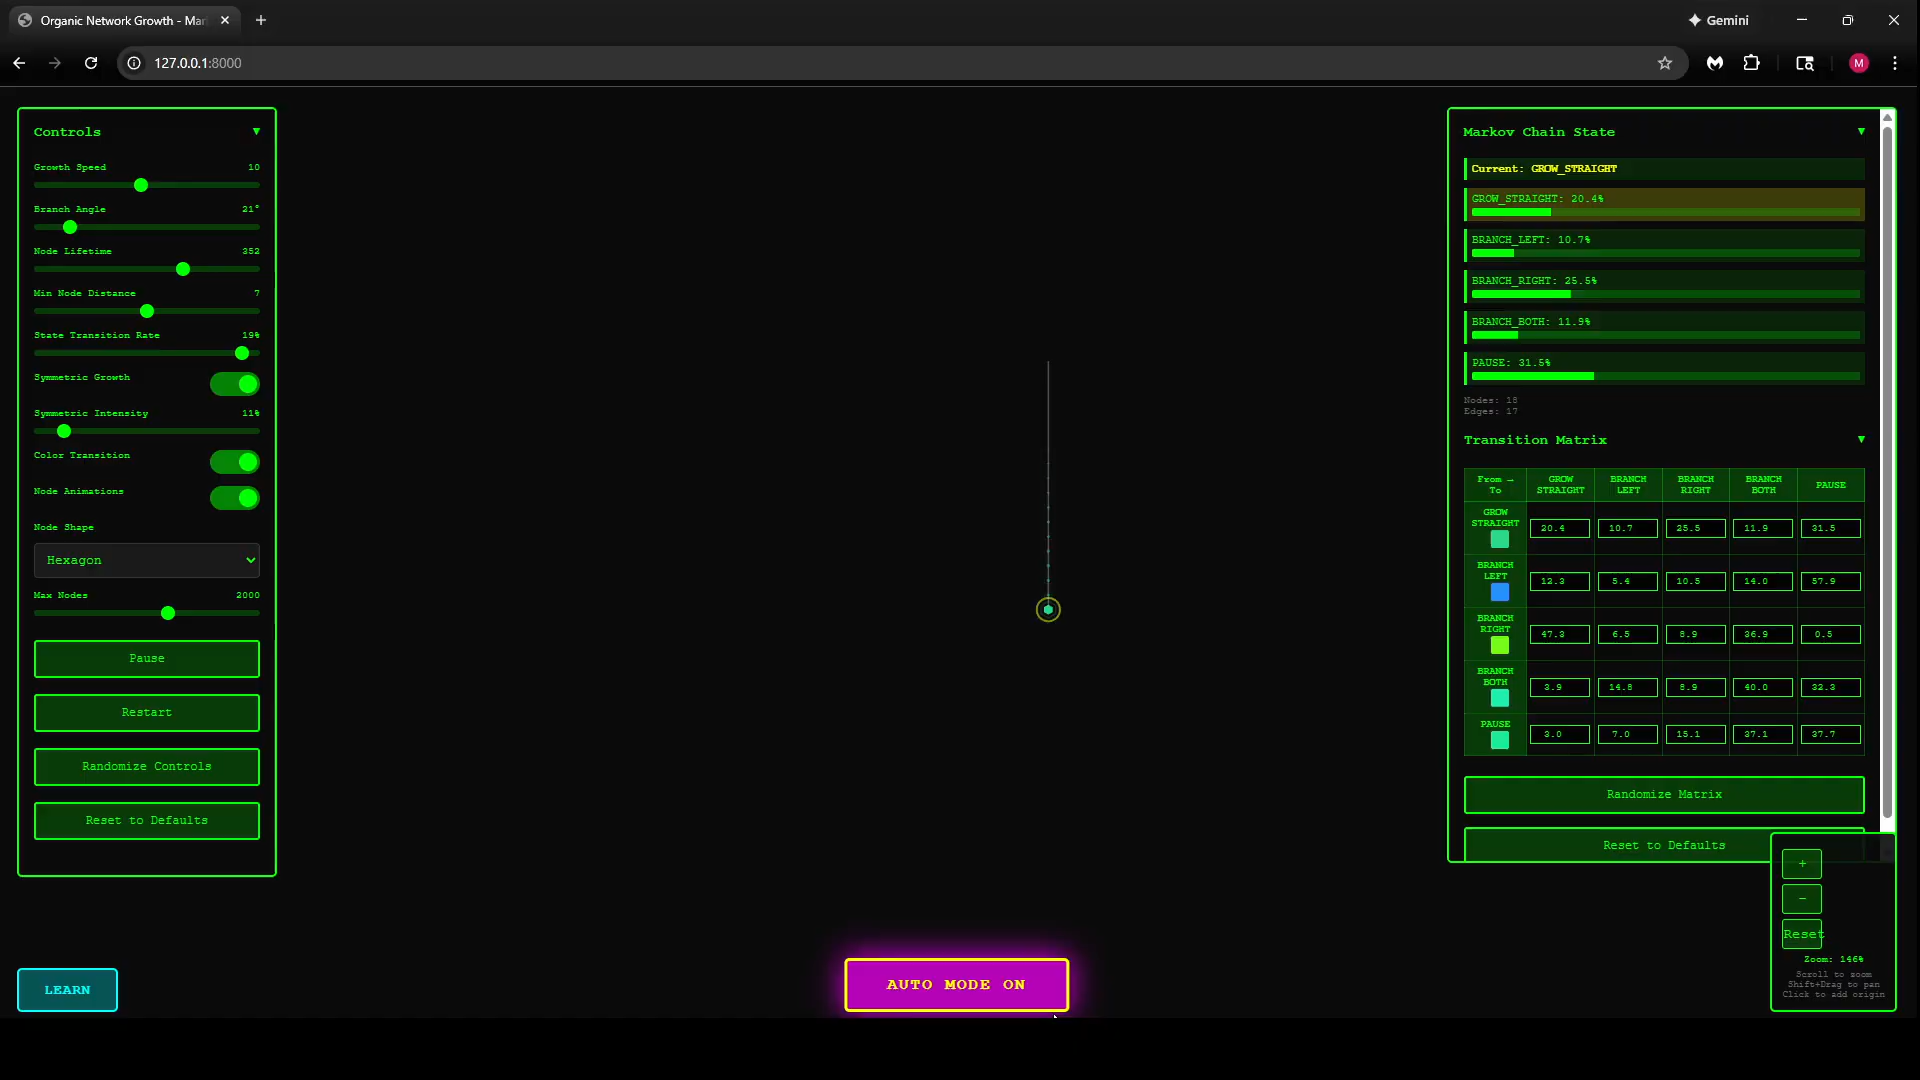 Organic Network Growth - Mar
Gemini
127.0.0.1:8000
M
Controls
Growth Speed 10
Branch Angle 21°
Node Lifetime 352
Min Node Distance 7
State Transition Rate 19%
Symmetric Growth
Symmetric Intensity 11%
Color Transition
Node Animations
Node Shape
Hexagon
Max Nodes 2000
Pause
Restart
Randomize Controls
Reset to Defaults
LEARN
AUTO MODE ON
Markov Chain State
Current: GROW_STRAIGHT
GROW_STRAIGHT: 20.4%
BRANCH_LEFT: 10.7%
BRANCH_RIGHT: 25.5%
BRANCH_BOTH: 11.9%
PAUSE: 31.5%
Nodes: 18
Edges: 17
Transition Matrix
From → To GROW STRAIGHT BRANCH LEFT BRANCH RIGHT BRANCH BOTH PAUSE
GROW STRAIGHT 20.4 10.7 25.5 11.9 31.5
BRANCH LEFT 12.3 5.4 10.5 14.0 57.9
BRANCH RIGHT 47.3 6.5 8.9 36.9 0.5
BRANCH BOTH 3.9 14.8 8.9 40.0 32.3
PAUSE 3.0 7.0 15.1 37.1 37.7
Randomize Matrix
Reset to Defaults
+
−
Reset
Zoom: 146%
Scroll to zoom
Shift+Drag to pan
Click to add origin